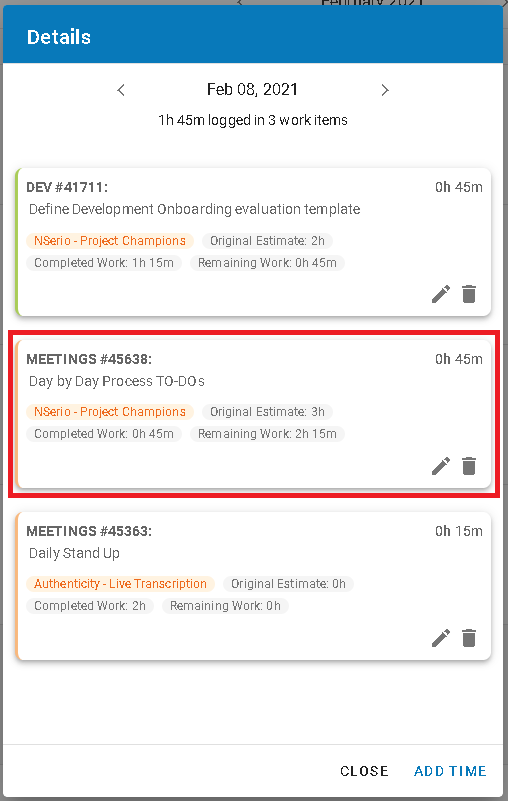 February 2021
Details
Feb 08, 2021
1h 45m logged in 3 work items
DEV #41711: 0h 45m
Define Development Onboarding evaluation template
NSerio - Project Champions Original Estimate: 2h
Completed Work: 1h 15m Remaining Work: 0h 45m
MEETINGS #45638: 0h 45m
Day by Day Process TO-DOs
NSerio - Project Champions Original Estimate: 3h
Completed Work: 0h 45m Remaining Work: 2h 15m
MEETINGS #45363: 0h 15m
Daily Stand Up
Authenticity - Live Transcription Original Estimate: 0h
Completed Work: 2h Remaining Work: 0h
CLOSE ADD TIME